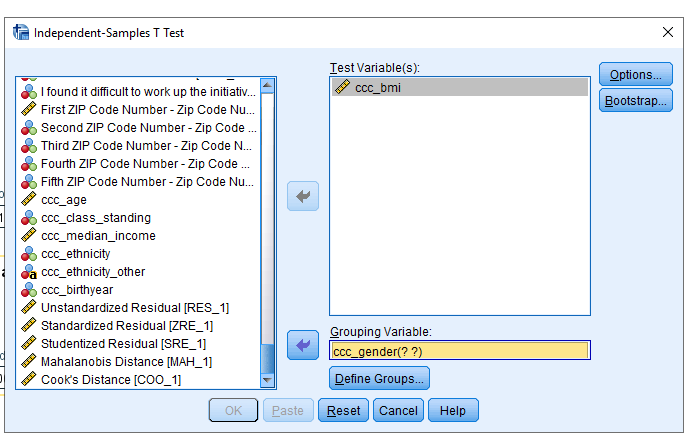 Independent-Samples T Test
I found it difficult to work up the initiativ...
First ZIP Code Number - Zip Code Nu...
Second ZIP Code Number - Zip Code ...
Third ZIP Code Number - Zip Code N...
Fourth ZIP Code Number - Zip Code ...
Fifth ZIP Code Number - Zip Code Nu...
ccc_age
ccc_class_standing
ccc_median_income
ccc_ethnicity
a ccc_ethnicity_other
ccc_birthyear
Unstandardized Residual [RES_1]
Standardized Residual [ZRE_1]
Studentized Residual [SRE_1]
Mahalanobis Distance [MAH_1]
Cook's Distance [COO_1]
Test Variable(s):
ccc_bmi
Grouping Variable:
ccc_gender(? ?)
Define Groups...
Options...
Bootstrap...
OK
Paste
Reset
Cancel
Help